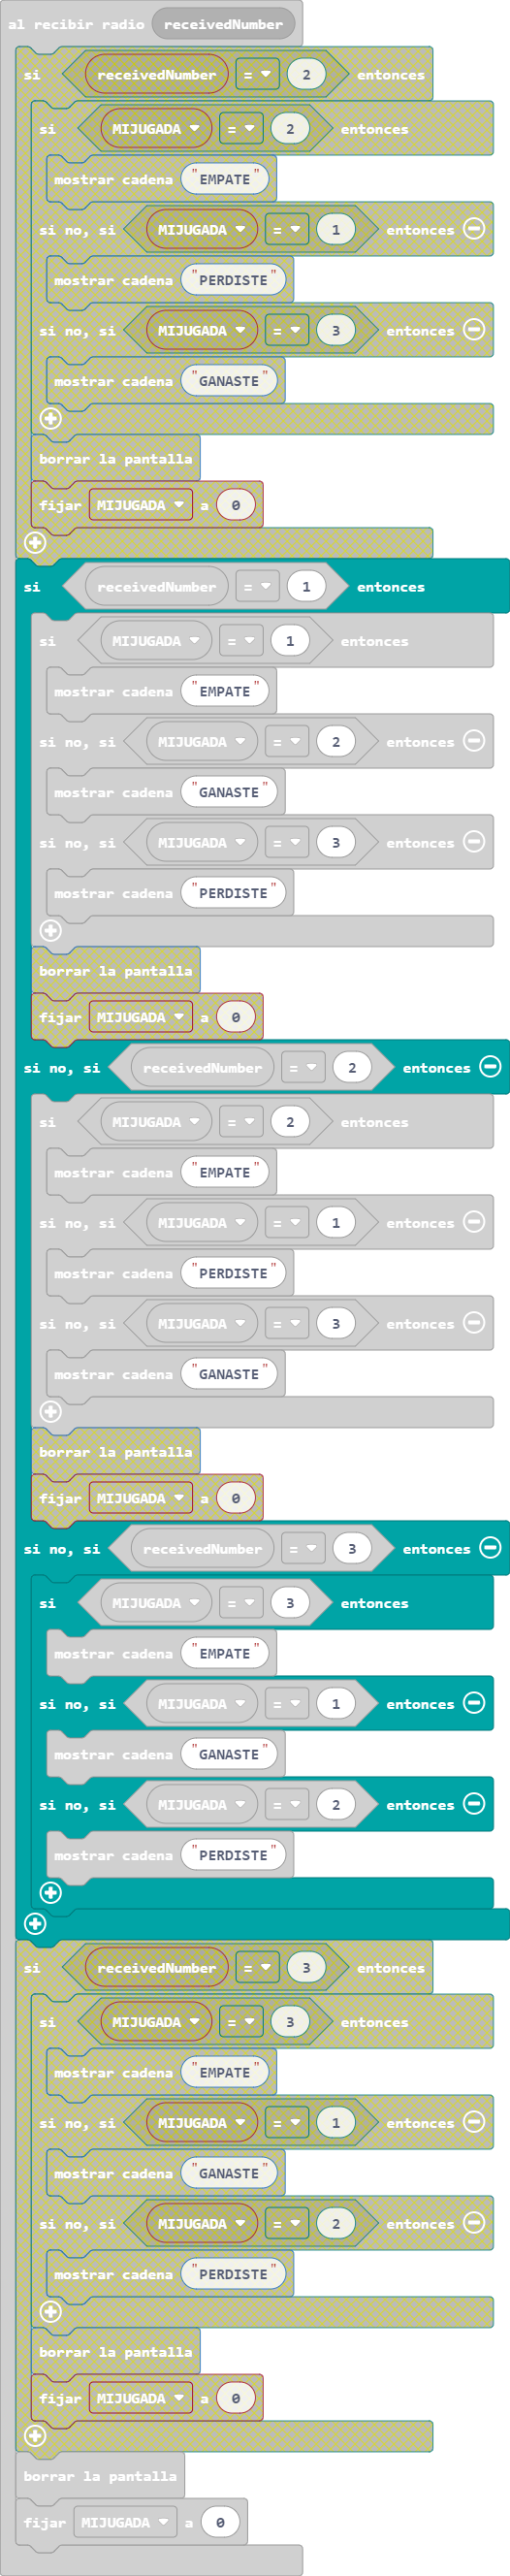 al recibir radio receivedNumber
si receivedNumber = 2 entonces
si MIJUGADA = 2 entonces
mostrar cadena "EMPATE"
si no, si MIJUGADA = 1 entonces
mostrar cadena "PERDISTE"
si no, si MIJUGADA = 3 entonces
mostrar cadena "GANASTE"
borrar la pantalla
fijar MIJUGADA a 0
si receivedNumber = 1 entonces
si MIJUGADA = 1 entonces
mostrar cadena "EMPATE"
si no, si MIJUGADA = 2 entonces
mostrar cadena "GANASTE"
si no, si MIJUGADA = 3 entonces
mostrar cadena "PERDISTE"
borrar la pantalla
fijar MIJUGADA a 0
si no, si receivedNumber = 2 entonces
si MIJUGADA = 2 entonces
mostrar cadena "EMPATE"
si no, si MIJUGADA = 1 entonces
mostrar cadena "PERDISTE"
si no, si MIJUGADA = 3 entonces
mostrar cadena "GANASTE"
borrar la pantalla
fijar MIJUGADA a 0
si no, si receivedNumber = 3 entonces
si MIJUGADA = 3 entonces
mostrar cadena "EMPATE"
si no, si MIJUGADA = 1 entonces
mostrar cadena "GANASTE"
si no, si MIJUGADA = 2 entonces
mostrar cadena "PERDISTE"
si receivedNumber = 3 entonces
si MIJUGADA = 3 entonces
mostrar cadena "EMPATE"
si no, si MIJUGADA = 1 entonces
mostrar cadena "GANASTE"
si no, si MIJUGADA = 2 entonces
mostrar cadena "PERDISTE"
borrar la pantalla
fijar MIJUGADA a 0
borrar la pantalla
fijar MIJUGADA a 0